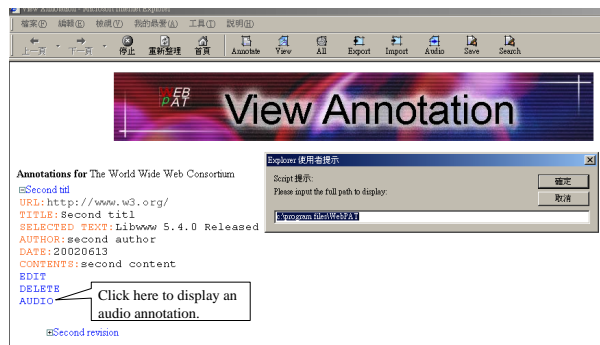 View Annotation - Microsoft Internet Explorer
檔案(F) 編輯(E) 檢視(V) 我的最愛(A) 工具(T) 說明(H)
上一頁 下一頁 停止 重新整理 首頁 Annotate View All Export Import Audio Save Search
WEB
PAT
View Annotation
Annotations for The World Wide Web Consortium
Second titl
URL:http://www.w3.org/
TITLE:Second titl
SELECTED TEXT:Libwww 5.4.0 Released
AUTHOR:second author
DATE:20020613
CONTENTS:second content
EDIT
DELETE
AUDIO
Click here to display an
audio annotation.
Second revision
Explorer 使用者提示
Script 提示:
Please input the full path to display:
確定
取消
c:\program files\WebPAT